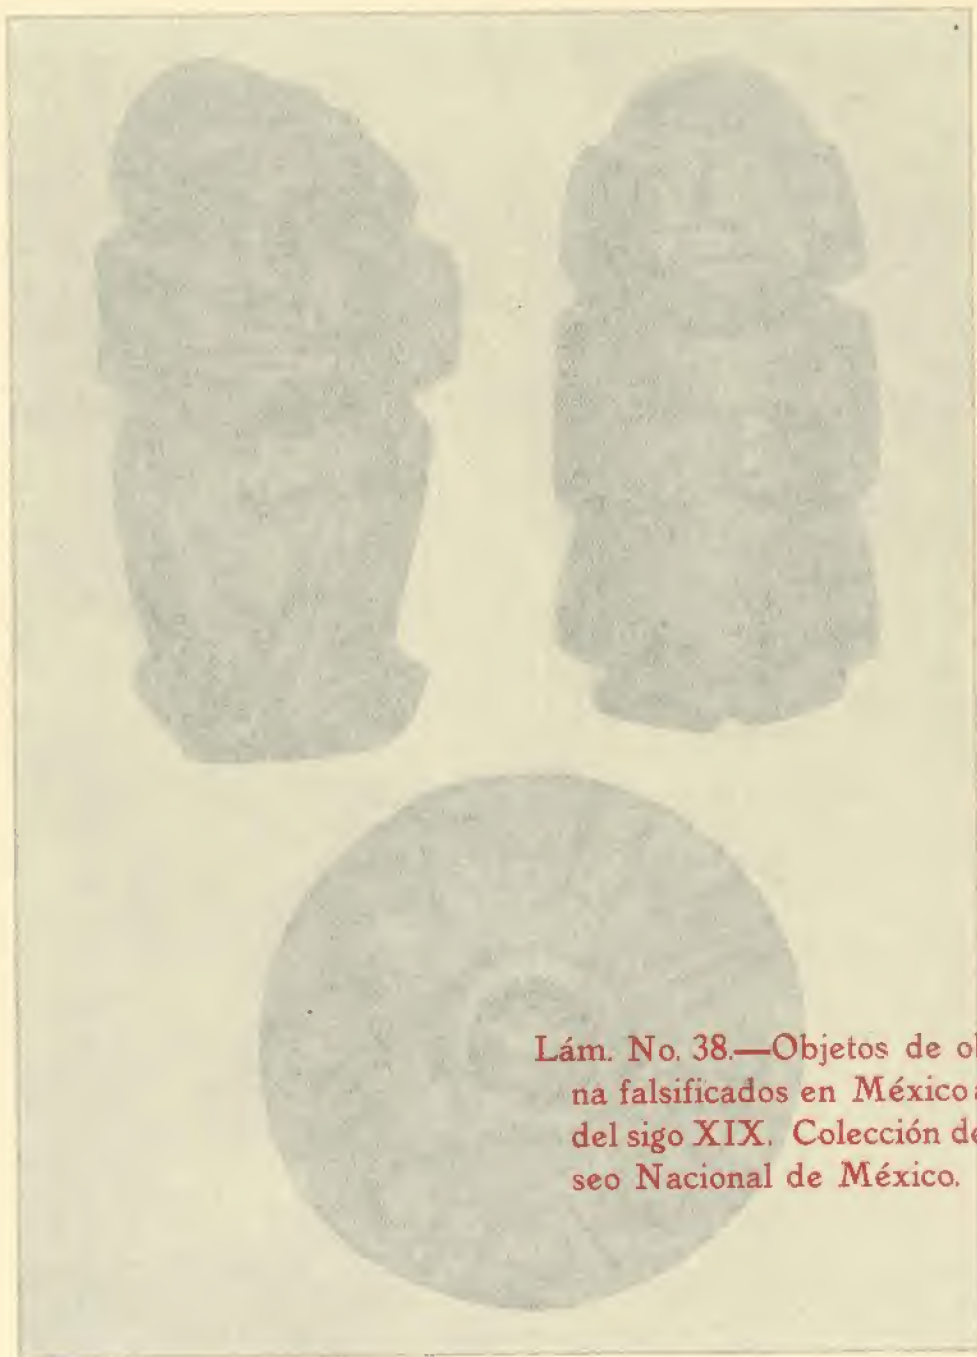 Lám. No. 38.—Objetos de
na falsificados en México
del sigo XIX. Colección
seo Nacional de México.